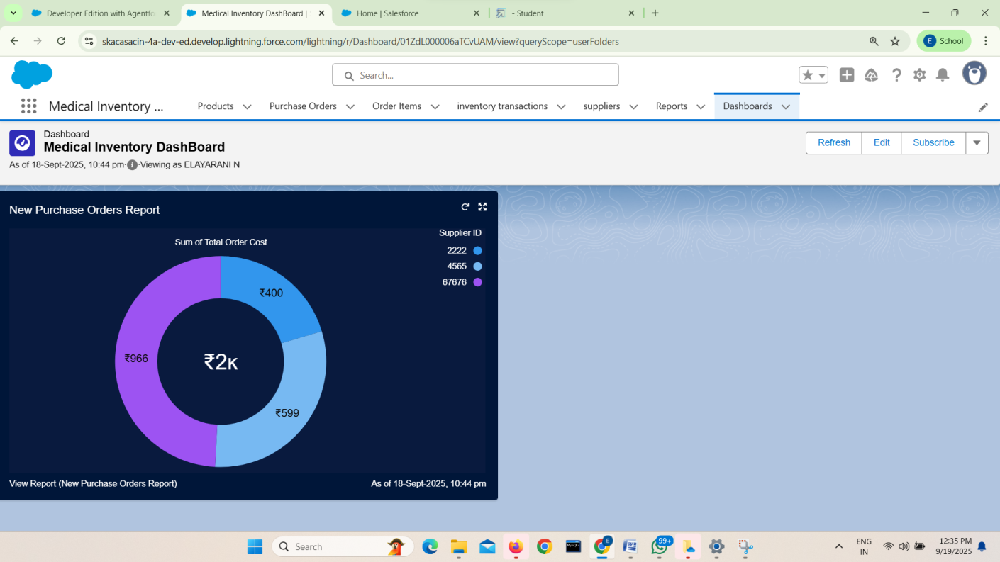 Developer Edition with Agentfo
Medical Inventory DashBoard |
Home | Salesforce
- Student
skacasacin-4a-dev-ed.develop.lightning.force.com/lightning/r/Dashboard/01ZdL000006aTCvUAM/view?queryScope=userFolders
E School
Search...
Medical Inventory ...
Products
Purchase Orders
Order Items
inventory transactions
suppliers
Reports
Dashboards
Dashboard
Medical Inventory DashBoard
As of 18-Sept-2025, 10:44 pm·Viewing as ELAYARANI N
Refresh
Edit
Subscribe
New Purchase Orders Report
Supplier ID
Sum of Total Order Cost
2222
4565
67676
₹400
₹966
₹2K
₹599
View Report (New Purchase Orders Report)
As of 18-Sept-2025, 10:44 pm
Search
MySQL
E
W
99+
ENG
IN
12:35 PM
9/19/2025